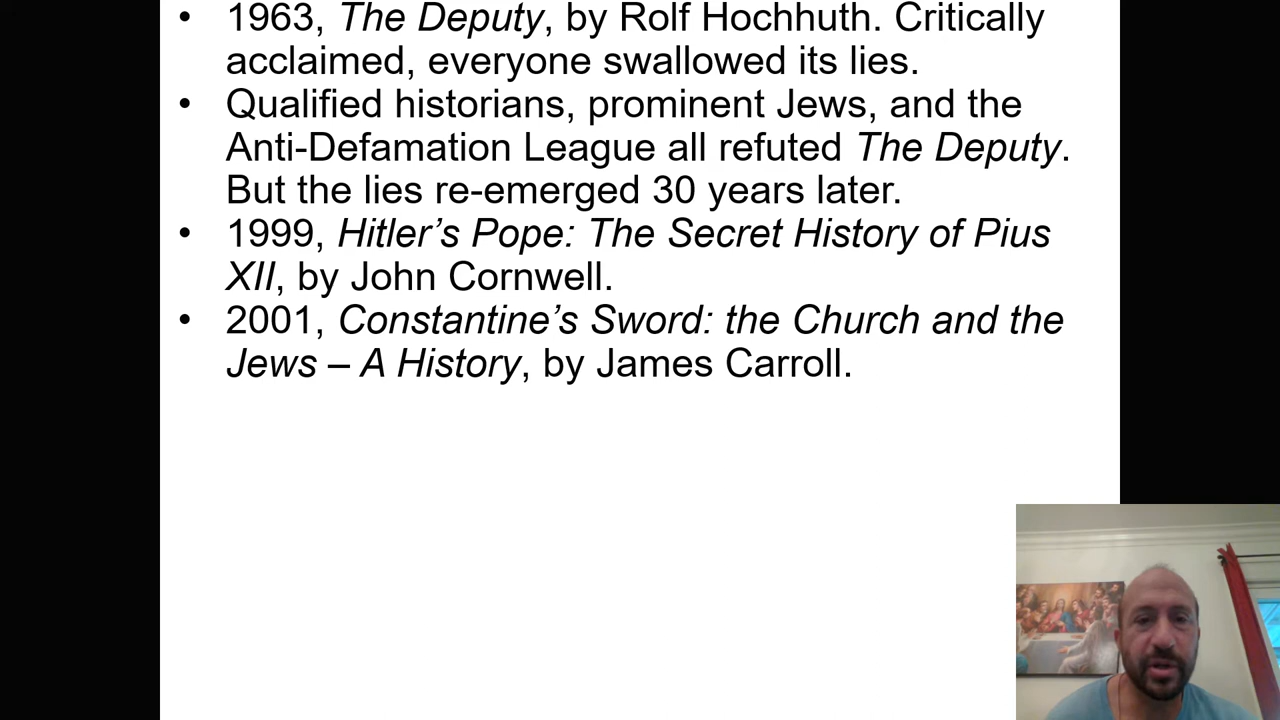 • 1963, The Deputy, by Rolf Hochhuth. Critically
acclaimed, everyone swallowed its lies.
• Qualified historians, prominent Jews, and the
Anti-Defamation League all refuted The Deputy.
But the lies re-emerged 30 years later.
• 1999, Hitler’s Pope: The Secret History of Pius
XII, by John Cornwell.
• 2001, Constantine’s Sword: the Church and the
Jews – A History, by James Carroll.